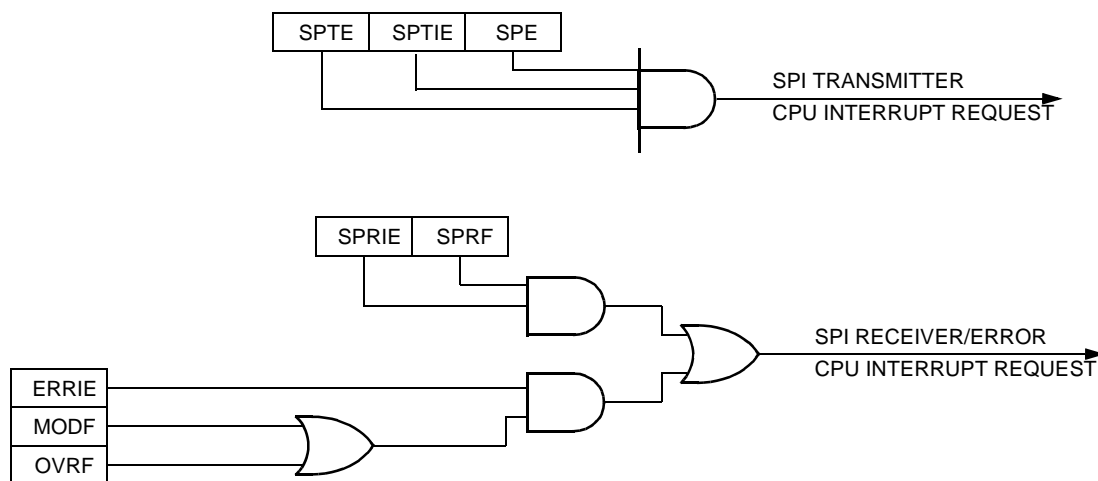 SPTE SPTIE SPE
SPI TRANSMITTER
CPU INTERRUPT REQUEST
SPRIE SPRF
SPI RECEIVER/ERROR
CPU INTERRUPT REQUEST
ERRIE
MODF
OVRF